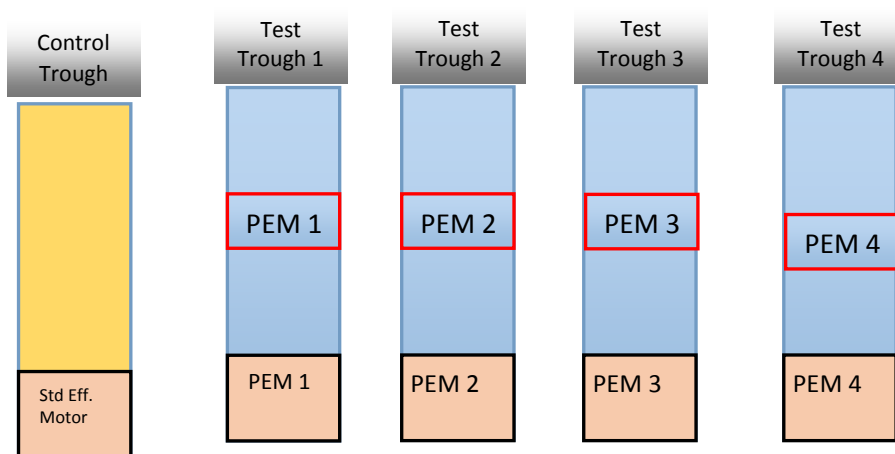 Control
Trough
Test
Trough 1
Test
Trough 2
Test
Trough 3
Test
Trough 4
PEM 1
PEM 2
PEM 3
PEM 4
Std Eff.
Motor
PEM 1
PEM 2
PEM 3
PEM 4